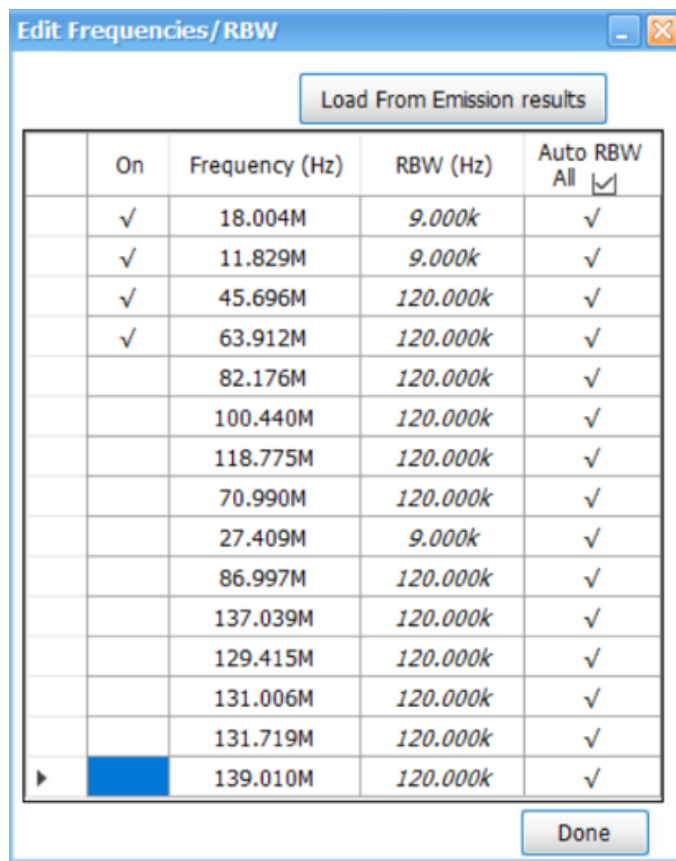 Edit Frequencies/RBW
Load From Emission results
On Frequency (Hz) RBW (Hz) Auto RBW
All
√ 18.004M 9.000k √
√ 11.829M 9.000k √
√ 45.696M 120.000k √
√ 63.912M 120.000k √
82.176M 120.000k √
100.440M 120.000k √
118.775M 120.000k √
70.990M 120.000k √
27.409M 9.000k √
86.997M 120.000k √
137.039M 120.000k √
129.415M 120.000k √
131.006M 120.000k √
131.719M 120.000k √
139.010M 120.000k √
Done